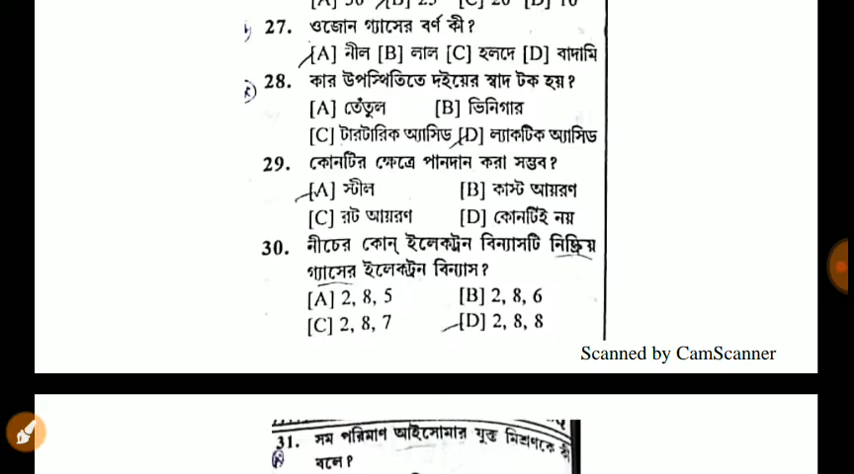 27. ওজোন গ্যাসের বর্ণ কী?
[A] নীল [B] লাল [C] হলদে [D] বাদামি
28. কার উপস্থিতিতে দইয়ের স্বাদ টক হয়?
[A] তেঁতুল [B] ভিনিগার
[C] টারটারিক অ্যাসিড [D] ল্যাকটিক অ্যাসিড
29. কোনটির ক্ষেত্রে পানদান করা সম্ভব?
[A] স্টীল [B] কাস্ট আয়রণ
[C] রট আয়রণ [D] কোনটিই নয়
30. নীচের কোন্ ইলেকট্রন বিন্যাসটি নিষ্ক্রিয়
গ্যাসের ইলেকট্রন বিন্যাস?
[A] 2, 8, 5 [B] 2, 8, 6
[C] 2, 8, 7 [D] 2, 8, 8
Scanned by CamScanner
31. সম পরিমাণ আইসোমার যুক্ত মিশ্রণকে কী
বলে?